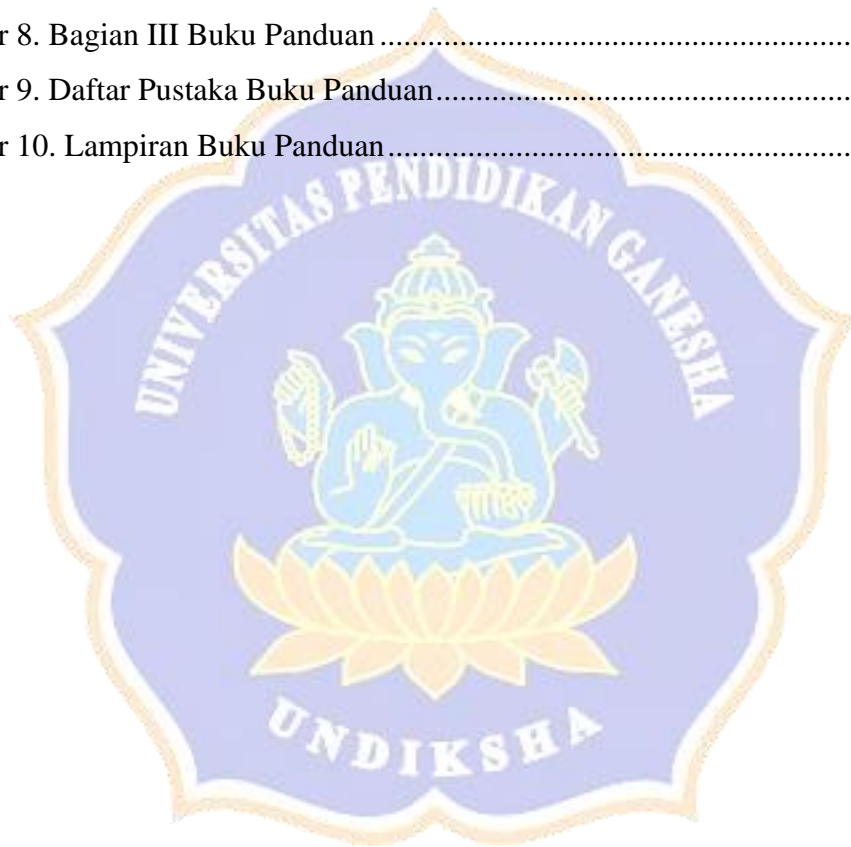 r 8. Bagian III Buku Panduan ........................................................
r 9. Daftar Pustaka Buku Panduan..................................................
r 10. Lampiran Buku Panduan ........................................................
UNIVERSITAS PENDIDIKAN GANESHA
UNDIKSHA